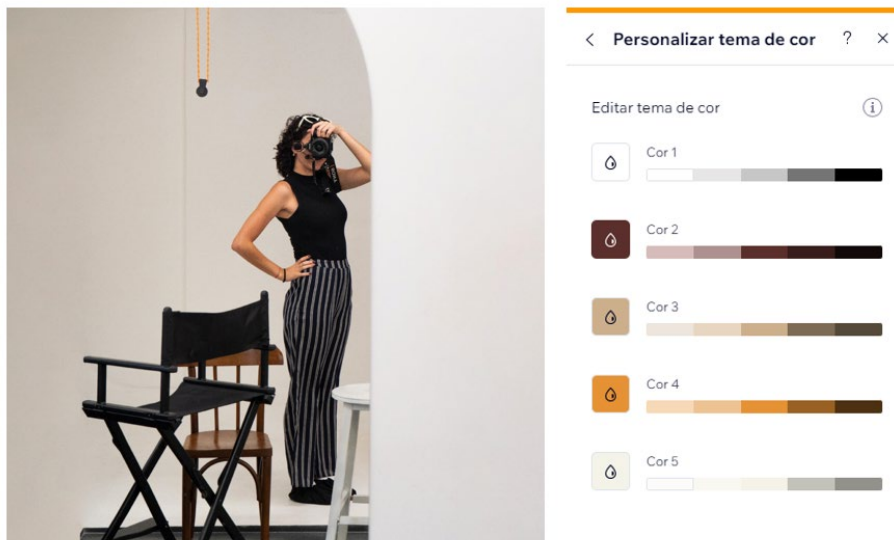 Personalizar tema de cor ?
Editar tema de cor
Cor 1
Cor 2
Cor 3
Cor 4
Cor 5